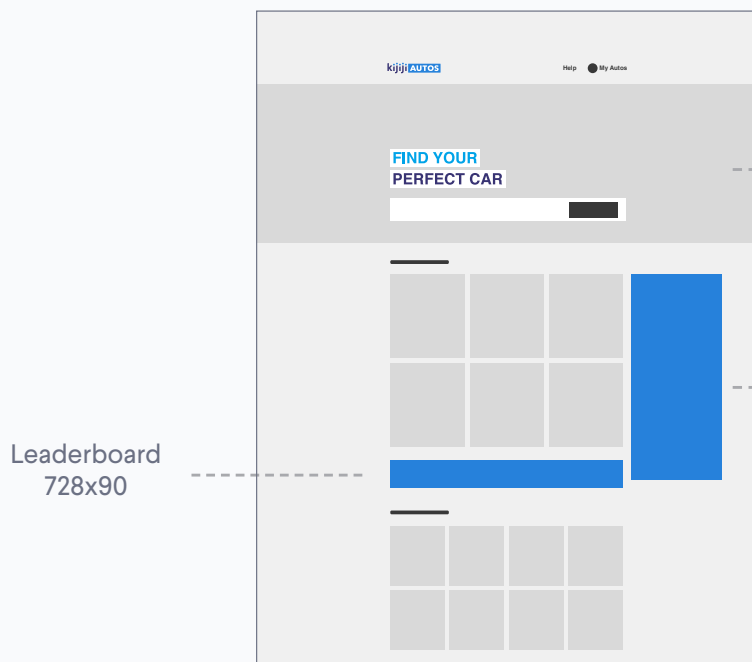 kijiji AUTOS
Help
My Autos
FIND YOUR
PERFECT CAR
Leaderboard
728x90